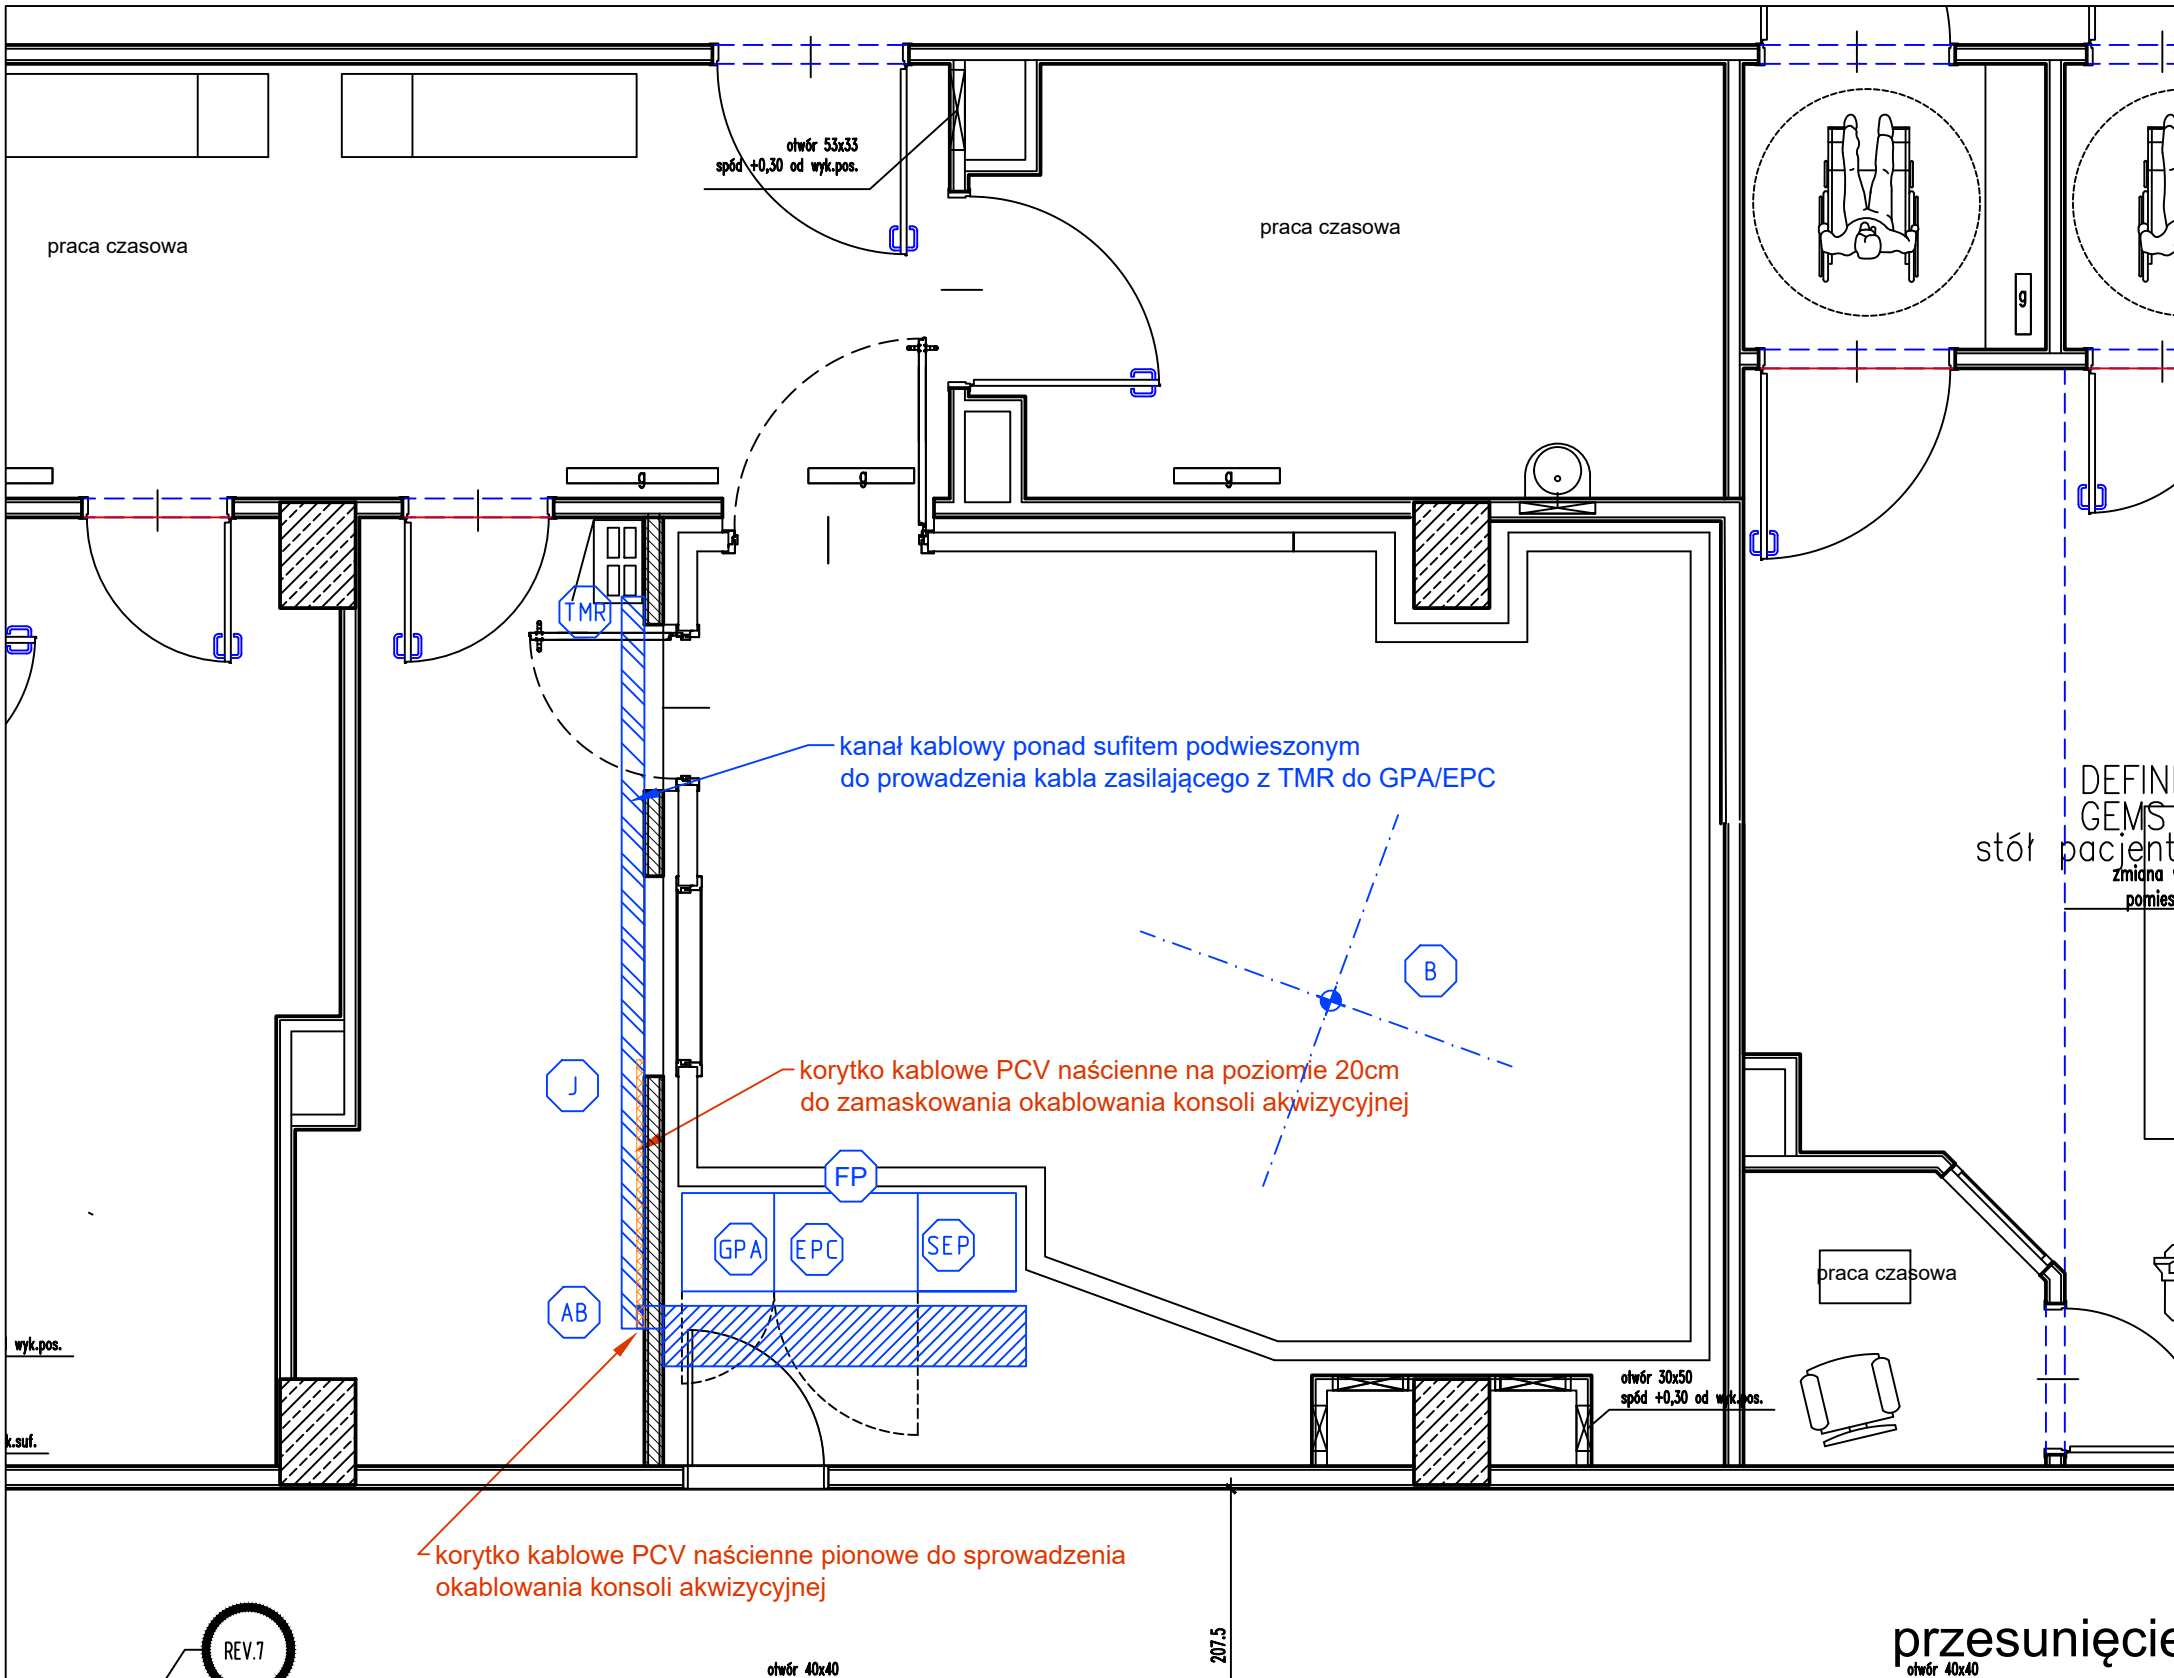 otwór 53x33
spód +0,30 od wyk.pos.
praca czasowa
praca czasowa
g
g
g
g
TMR
kanał kablowy ponad sufitem podwieszonym
do prowadzenia kabla zasilającego z TMR do GPA/EPC
DEFIN
GEMS
stół pacjent
zmiana
pomies
B
J
korytko kablowe PCV naścienne na poziomie 20cm
do zamaskowania okablowania konsoli akwizycyjnej
FP
GPA
EPC
SEP
AB
praca czasowa
wyk.pos.
otwór 30x50
spód +0,30 od wyk.pos.
k.suf.
korytko kablowe PCV naścienne pionowe do sprowadzenia
okablowania konsoli akwizycyjnej
REV.7
207.5
przesunięcie
otwór 40x40
otwór 40x40